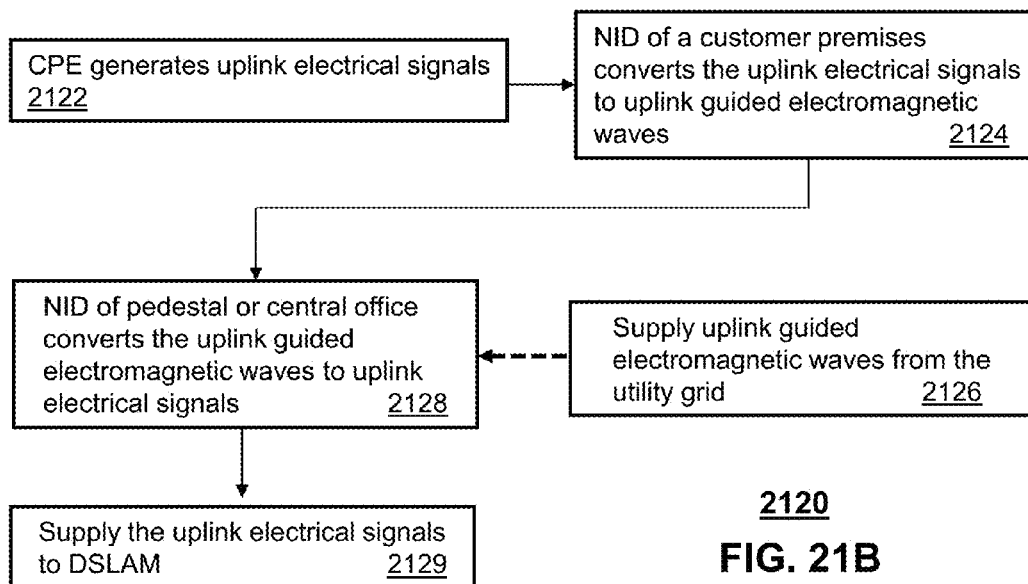 CPE generates uplink electrical signals
2122
NID of a customer premises
converts the uplink electrical signals
to uplink guided electromagnetic
waves 2124
NID of pedestal or central office
converts the uplink guided
electromagnetic waves to uplink
electrical signals 2128
Supply uplink guided
electromagnetic waves from the
utility grid 2126
Supply the uplink electrical signals
to DSLAM 2129
2120
FIG. 21B